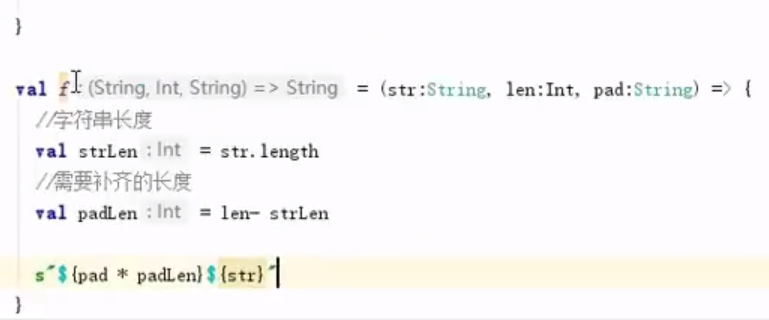 }
val f : (String, Int, String) => String = (str:String, len:Int, pad:String) => {
//字符串长度
val strLen : Int = str.length
//需要补齐的长度
val padLen : Int = len- strLen
s"${pad * padLen}${str}"
}